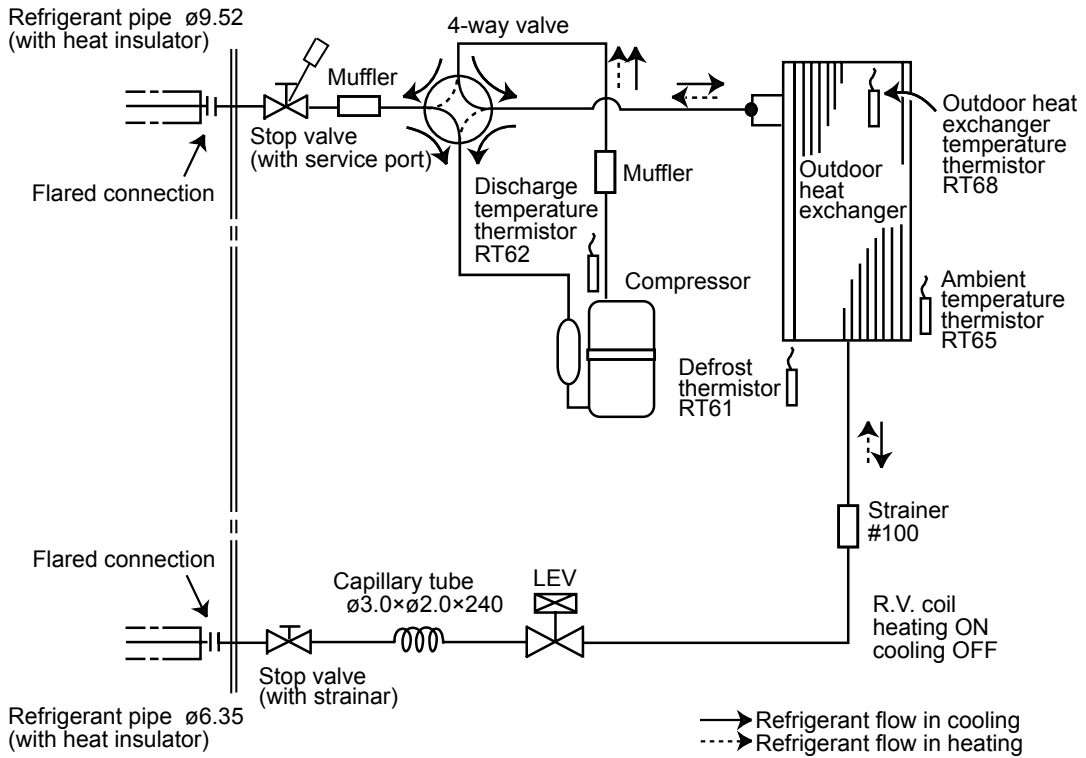 Refrigerant pipe ø9.52
(with heat insulator)
4-way valve
Muffler
Stop valve
(with service port)
Flared connection
Outdoor heat
exchanger
temperature
thermistor
RT68
Outdoor
heat
exchanger
Muffler
Discharge
temperature
thermistor
RT62
Compressor
Ambient
temperature
thermistor
RT65
Defrost
thermistor
RT61
Strainer
#100
Flared connection
Capillary tube
ø3.0×ø2.0×240
LEV
R.V. coil
heating ON
cooling OFF
Stop valve
(with strainar)
Refrigerant pipe ø6.35
(with heat insulator)
Refrigerant flow in cooling
Refrigerant flow in heating